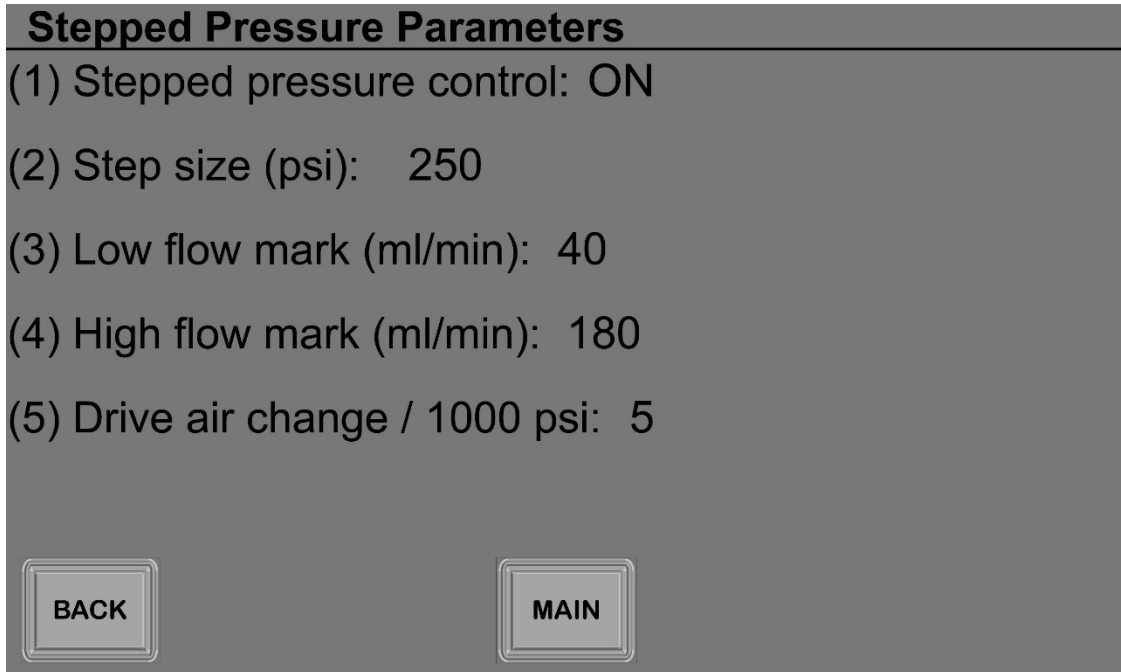 Stepped Pressure Parameters
(1) Stepped pressure control: ON
(2) Step size (psi): 250
(3) Low flow mark (ml/min): 40
(4) High flow mark (ml/min): 180
(5) Drive air change / 1000 psi: 5
BACK MAIN